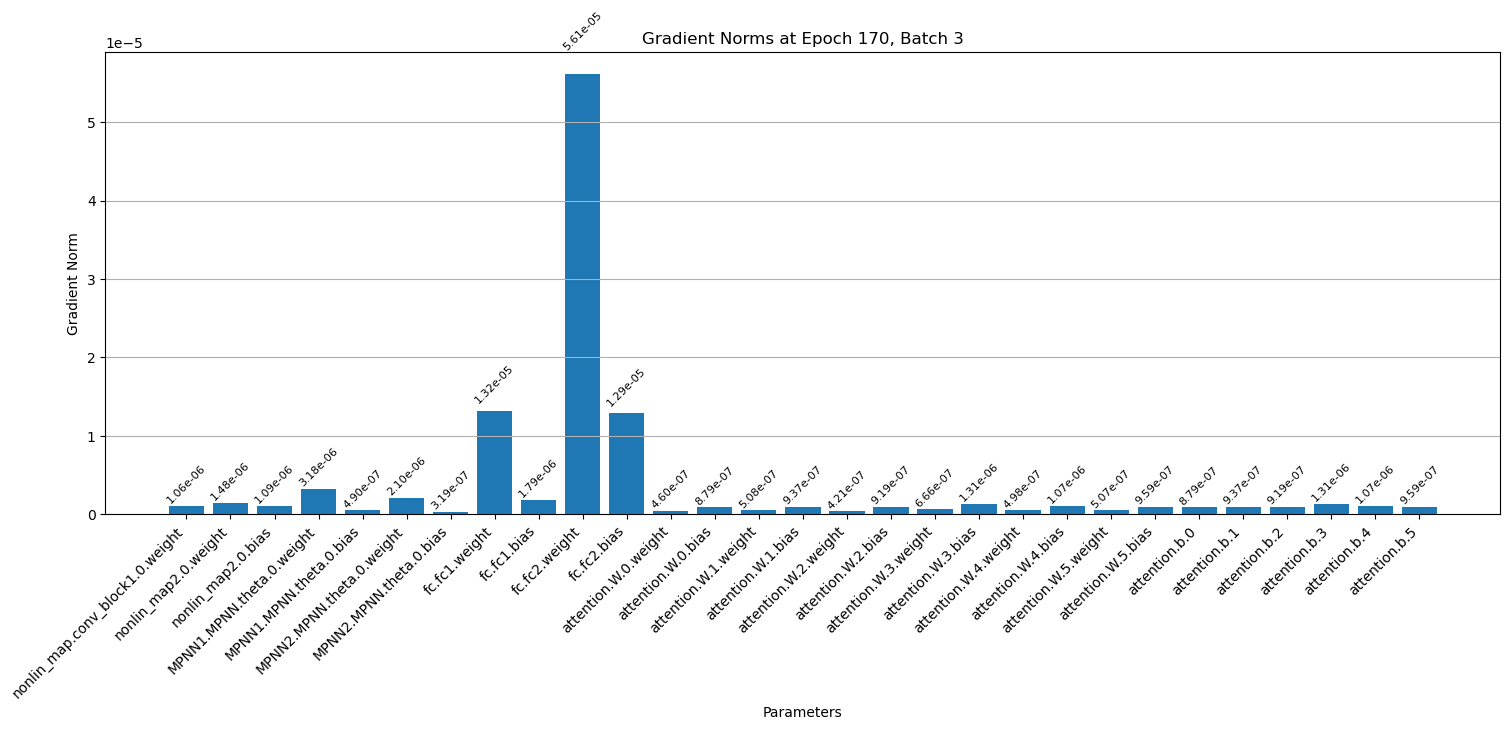 Gradient Norms at Epoch 170, Batch 3
1e−5
Gradient Norm
5
4
3
2
1
0
1.06e-06
1.48e-06
1.09e-06
3.18e-06
4.90e-07
2.10e-06
3.19e-07
1.32e-05
1.79e-06
5.61e-05
1.29e-05
4.60e-07
8.79e-07
5.08e-07
9.37e-07
4.21e-07
9.19e-07
6.66e-07
1.31e-06
4.98e-07
1.07e-06
5.07e-07
9.59e-07
8.79e-07
9.37e-07
9.19e-07
1.31e-06
1.07e-06
9.59e-07
nonlin_map.conv_block1.0.weight
nonlin_map2.0.weight
nonlin_map2.0.bias
MPNN1.MPNN.theta.0.weight
MPNN1.MPNN.theta.0.bias
MPNN2.MPNN.theta.0.weight
MPNN2.MPNN.theta.0.bias
fc.fc1.weight
fc.fc1.bias
fc.fc2.weight
fc.fc2.bias
attention.W.0.weight
attention.W.0.bias
attention.W.1.weight
attention.W.1.bias
attention.W.2.weight
attention.W.2.bias
attention.W.3.weight
attention.W.3.bias
attention.W.4.weight
attention.W.4.bias
attention.W.5.weight
attention.W.5.bias
attention.b.0
attention.b.1
attention.b.2
attention.b.3
attention.b.4
attention.b.5
Parameters